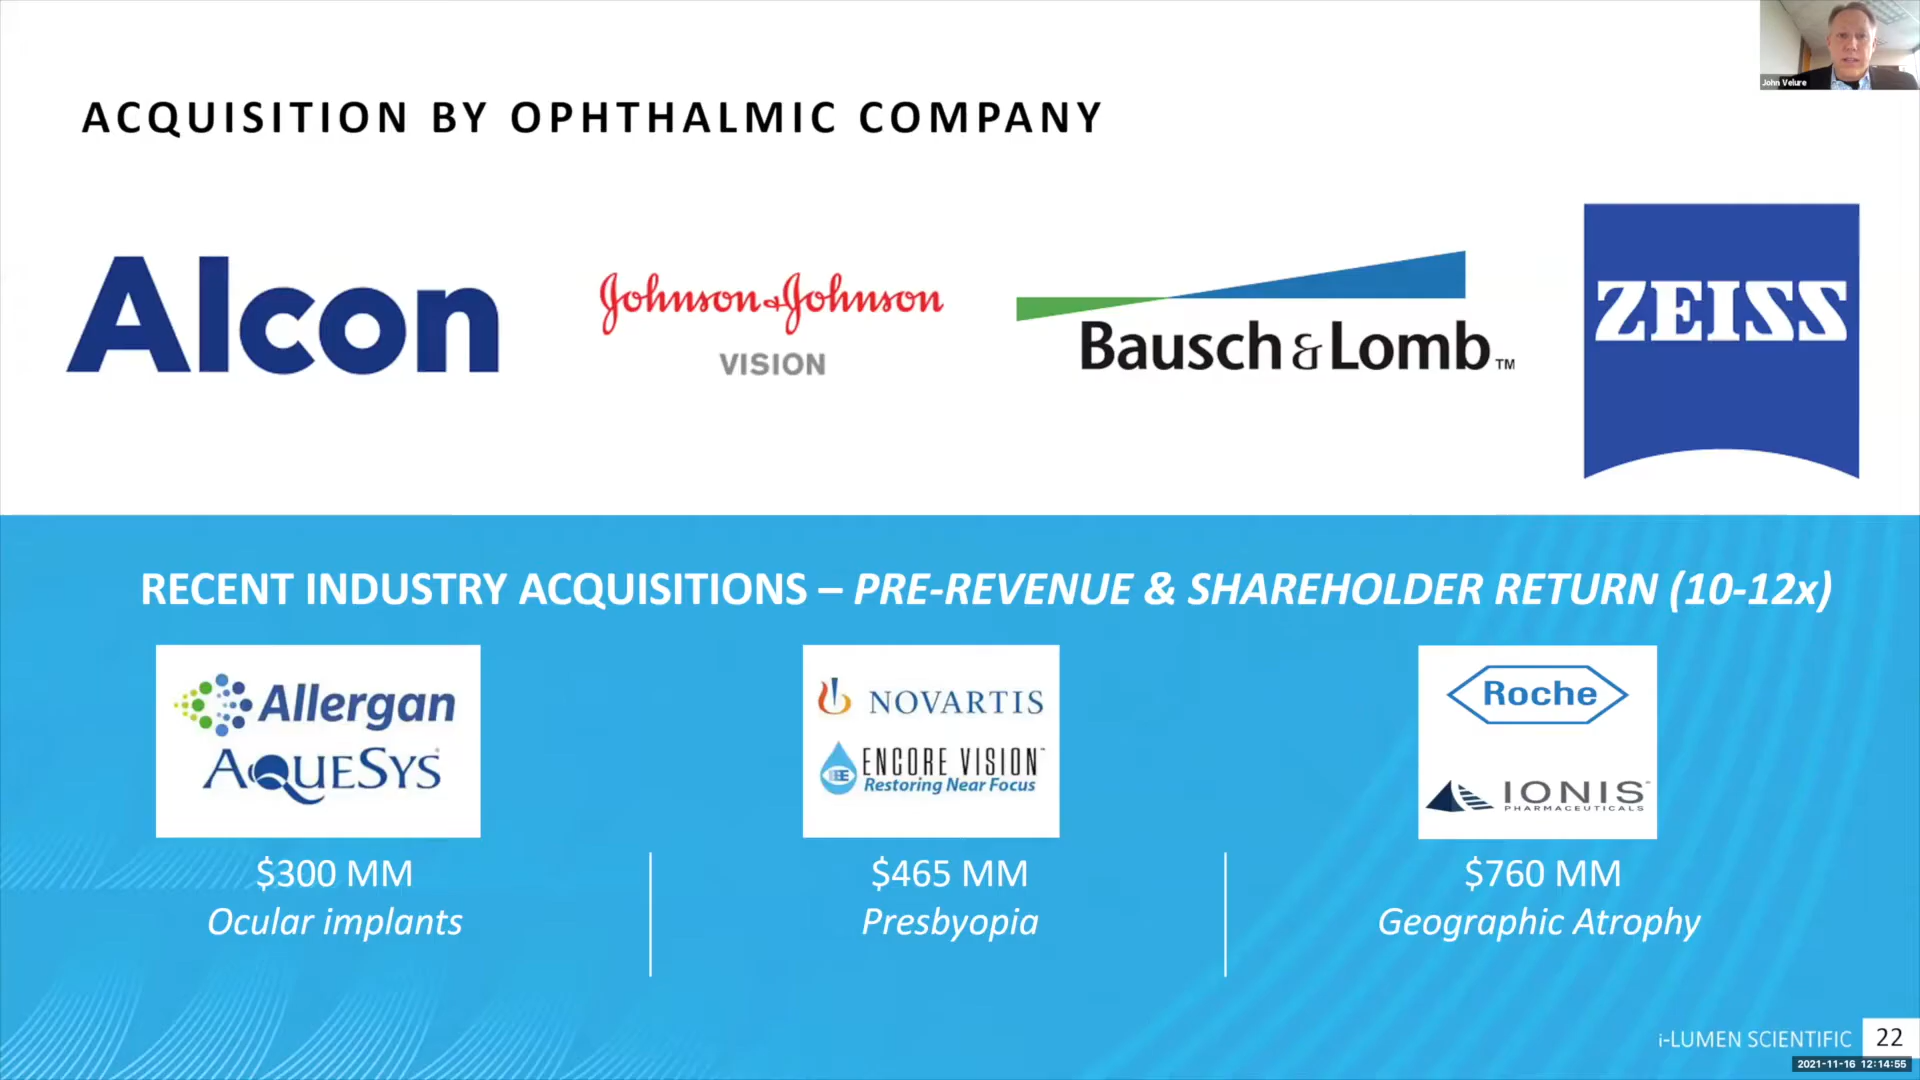 John Velure
ACQUISITION BY OPHTHALMIC COMPANY
Alcon
Johnson & Johnson
VISION
Bausch & Lomb™
ZEISS
RECENT INDUSTRY ACQUISITIONS – PRE-REVENUE & SHAREHOLDER RETURN (10-12x)
Allergan
AQUESYS
NOVARTIS
ENCORE VISION™
Restoring Near Focus
Roche
IONIS
PHARMACEUTICALS
$300 MM
Ocular implants
$465 MM
Presbyopia
$760 MM
Geographic Atrophy
i-LUMEN SCIENTIFIC
22
2021-11-16 12:14:55